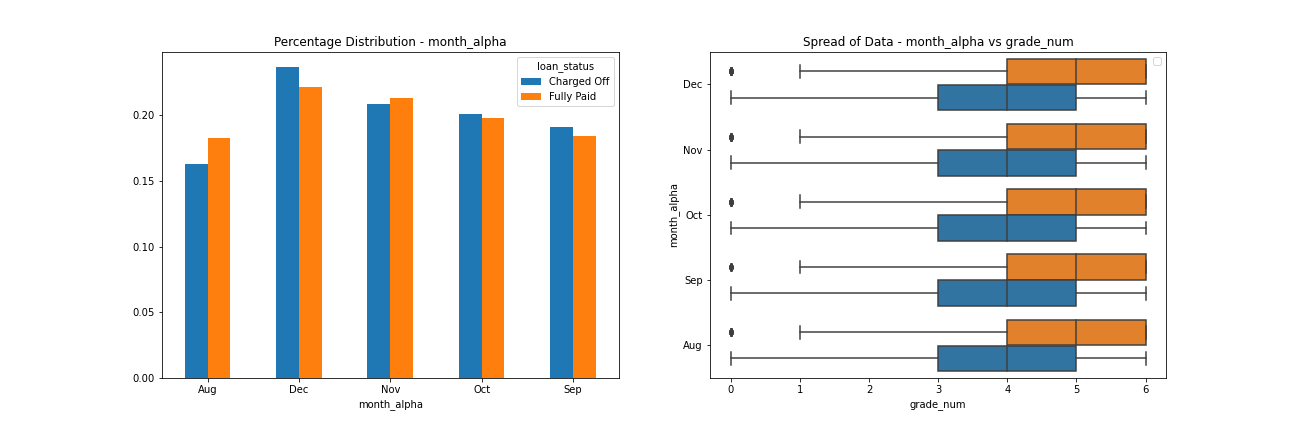 Percentage Distribution - month_alpha
loan_status
Charged Off
Fully Paid
0.20
0.15
0.10
0.05
0.00
Aug Dec Nov Oct Sep
month_alpha
Spread of Data - month_alpha vs grade_num
month_alpha
Dec
Nov
Oct
Sep
Aug
0 1 2 3 4 5 6
grade_num